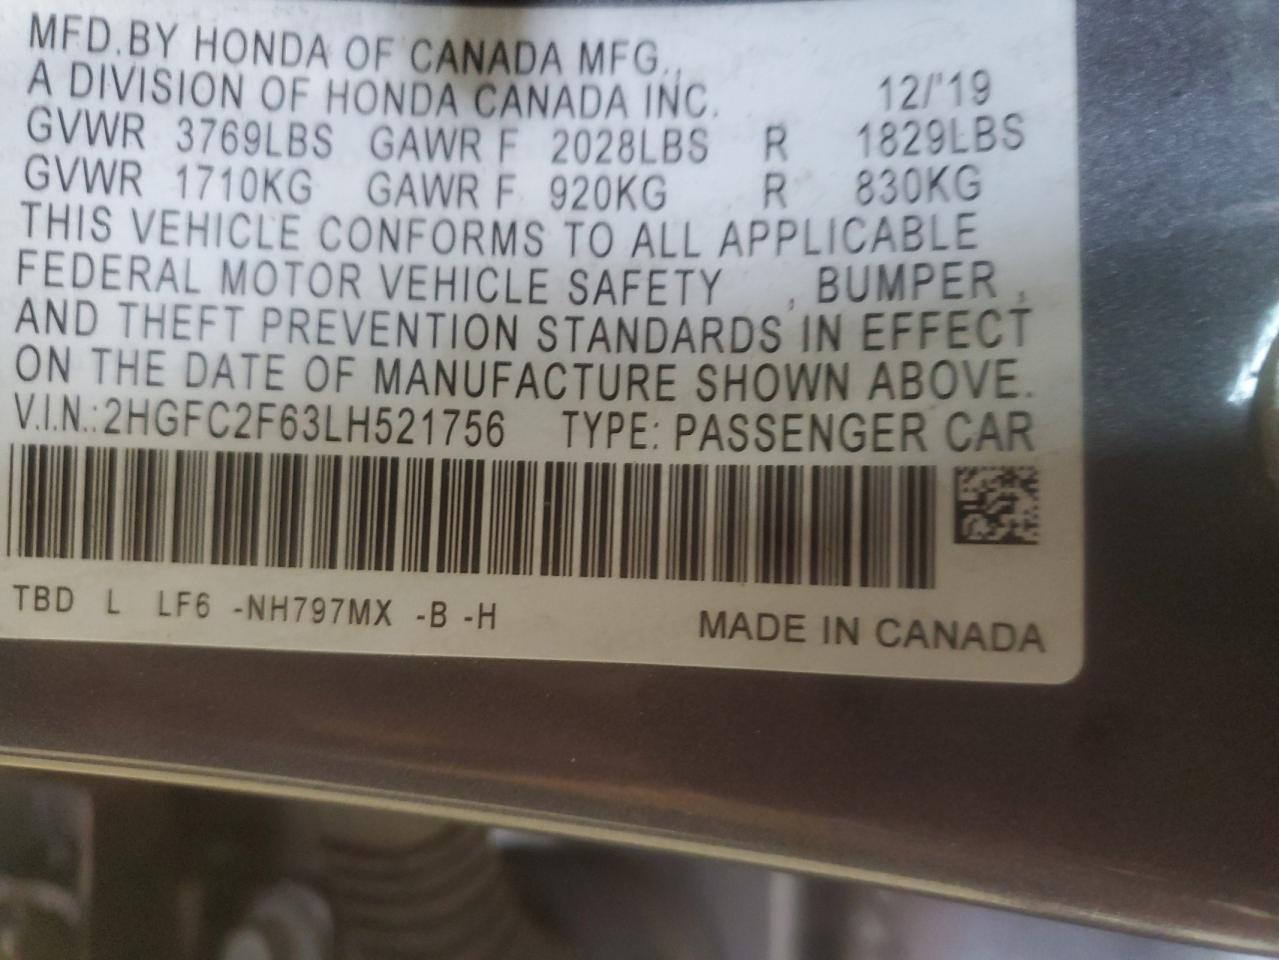 MFD.BY HONDA OF CANADA MFG.,
A DIVISION OF HONDA CANADA INC. 12/'19
GVWR 3769LBS GAWR F 2028LBS R 1829LBS
GVWR 1710KG GAWR F 920KG R 830KG
THIS VEHICLE CONFORMS TO ALL APPLICABLE
FEDERAL MOTOR VEHICLE SAFETY , BUMPER ,
AND THEFT PREVENTION STANDARDS IN EFFECT
ON THE DATE OF MANUFACTURE SHOWN ABOVE.
V.I.N.:2HGFC2F63LH521756 TYPE: PASSENGER CAR
TBD L LF6 -NH797MX -B -H MADE IN CANADA